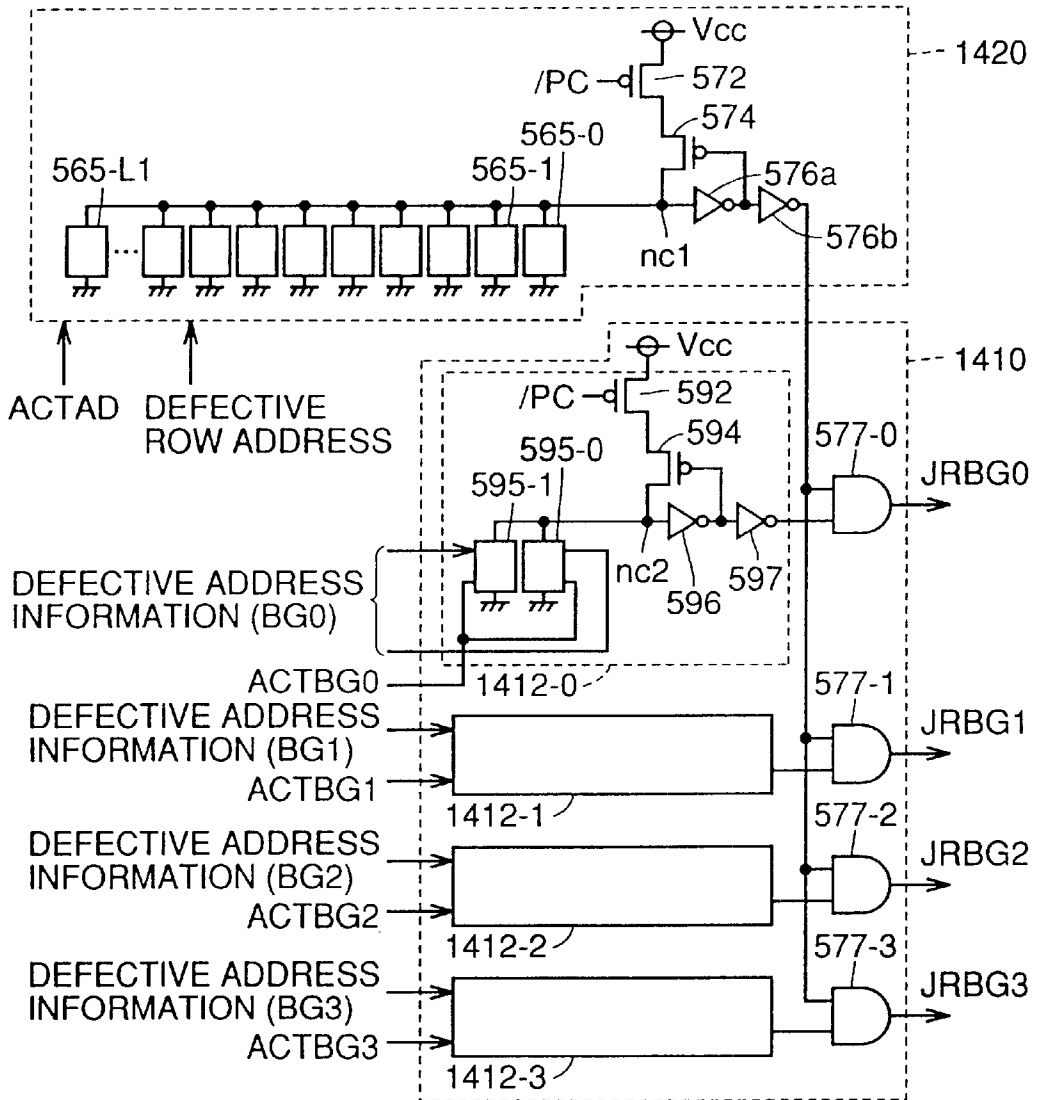 Vcc
1420
/PC
572
574
565-0
565-L1
565-1
576a
576b
nc1
ACTAD
DEFECTIVE
ROW ADDRESS
Vcc
1410
/PC
592
594
577-0
595-0
JRBG0
595-1
nc2
597
596
DEFECTIVE ADDRESS
INFORMATION (BG0)
ACTBG0
1412-0
577-1
DEFECTIVE ADDRESS
INFORMATION (BG1)
JRBG1
ACTBG1
1412-1
577-2
DEFECTIVE ADDRESS
INFORMATION (BG2)
JRBG2
ACTBG2
1412-2
577-3
DEFECTIVE ADDRESS
INFORMATION (BG3)
JRBG3
ACTBG3
1412-3